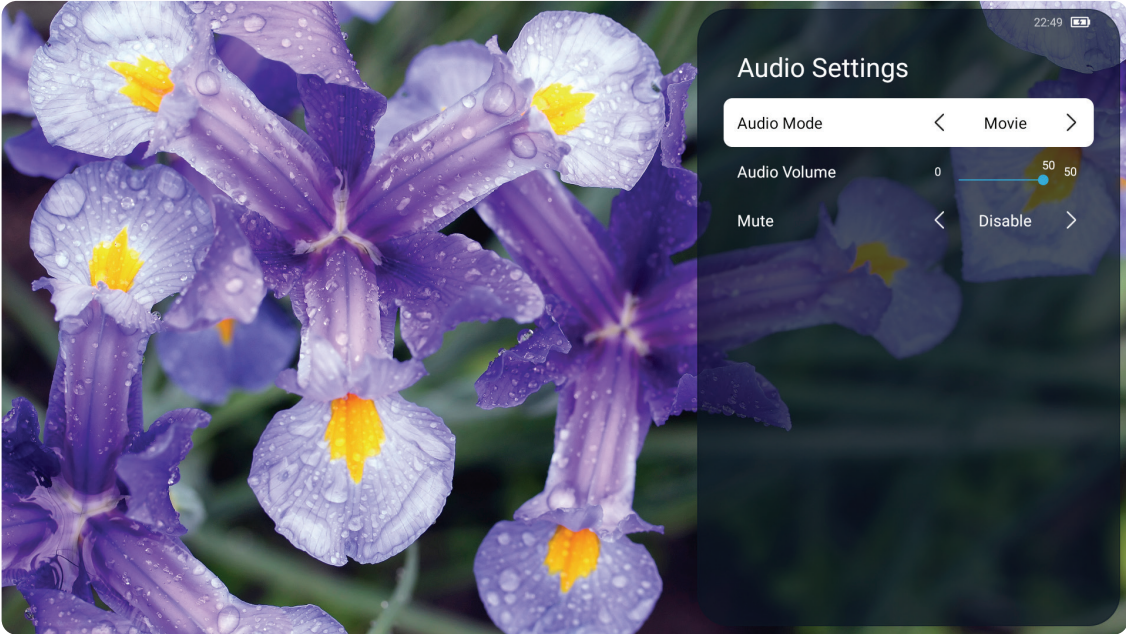 22:49
Audio Settings
Audio Mode Movie
Audio Volume 0 50 50
Mute Disable